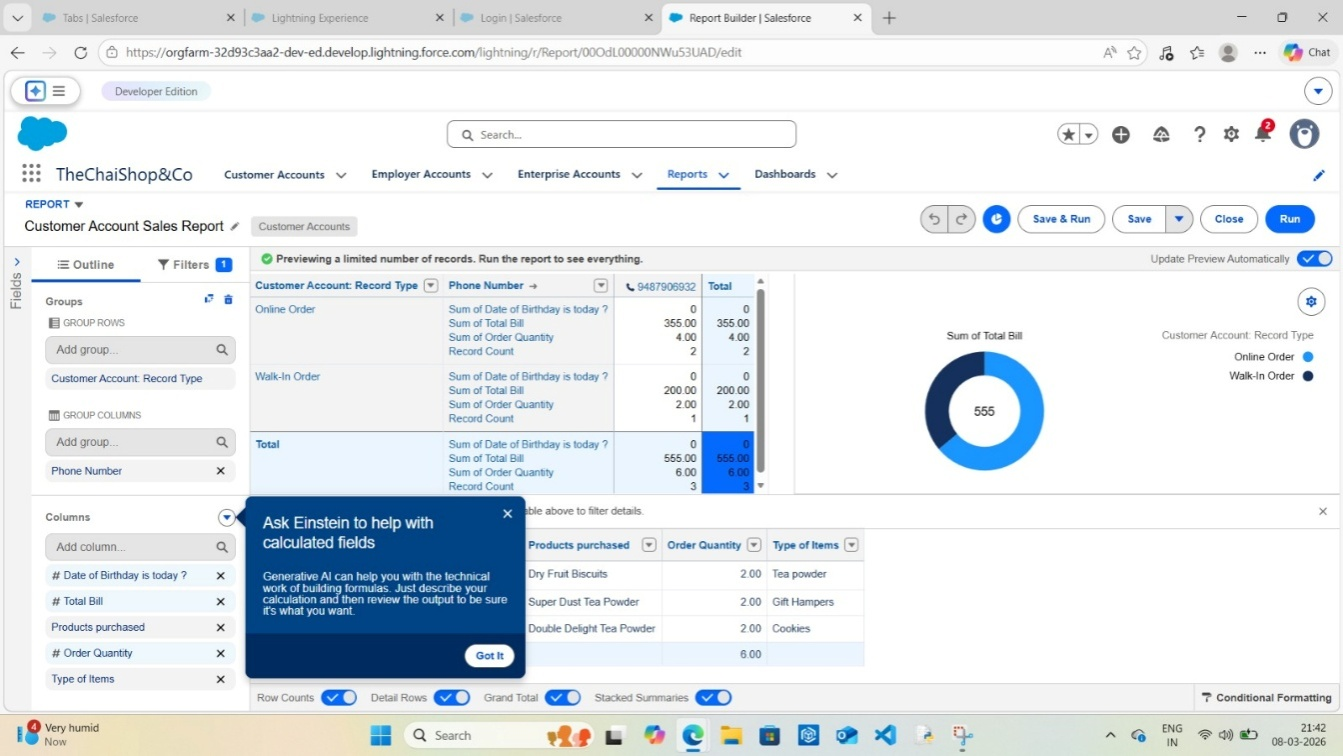 Tabs | Salesforce
Lightning Experience
Login | Salesforce
Report Builder | Salesforce
https://orgfarm-32d93c3aa2-dev-ed.develop.lightning.force.com/lightning/r/Report/00OdL00000NWu53UAD/edit
Chat
Developer Edition
Search...
2
TheChaiShop&Co
Customer Accounts
Employer Accounts
Enterprise Accounts
Reports
Dashboards
REPORT
Customer Account Sales Report
Customer Accounts
Save & Run
Save
Close
Run
Fields
Outline
Filters 1
Previewing a limited number of records. Run the report to see everything.
Update Preview Automatically
Groups
GROUP ROWS
Add group...
Customer Account: Record Type
GROUP COLUMNS
Add group...
Phone Number
Columns
Add column...
# Date of Birthday is today ?
# Total Bill
Products purchased
# Order Quantity
Type of Items
Customer Account: Record Type Phone Number → 9487906932 Total
Online Order Sum of Date of Birthday is today ? 0 0
Sum of Total Bill 355.00 355.00
Sum of Order Quantity 4.00 4.00
Record Count 2 2
Walk-In Order Sum of Date of Birthday is today ? 0 0
Sum of Total Bill 200.00 200.00
Sum of Order Quantity 2.00 2.00
Record Count 1 1
Total Sum of Date of Birthday is today ? 0 0
Sum of Total Bill 555.00 555.00
Sum of Order Quantity 6.00 6.00
Record Count 3 3
Sum of Total Bill
555
Customer Account: Record Type
Online Order
Walk-In Order
Ask Einstein to help with
calculated fields
Generative AI can help you with the technical
work of building formulas. Just describe your
calculation and then review the output to be sure
it's what you want.
Got It
able above to filter details.
Products purchased Order Quantity Type of Items
Dry Fruit Biscuits 2.00 Tea powder
Super Dust Tea Powder 2.00 Gift Hampers
Double Delight Tea Powder 2.00 Cookies
6.00
Row Counts
Detail Rows
Grand Total
Stacked Summaries
Conditional Formatting
4
Very humid
Now
Search
ENG
IN
21:42
08-03-2026